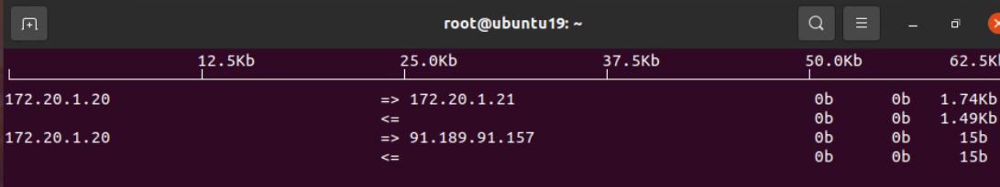 root@ubuntu19: ~
12.5Kb 25.0Kb 37.5Kb 50.0Kb 62.5Kb
172.20.1.20 => 172.20.1.21 0b 0b 1.74Kb
<= 0b 0b 1.49Kb
172.20.1.20 => 91.189.91.157 0b 0b 15b
<= 0b 0b 15b